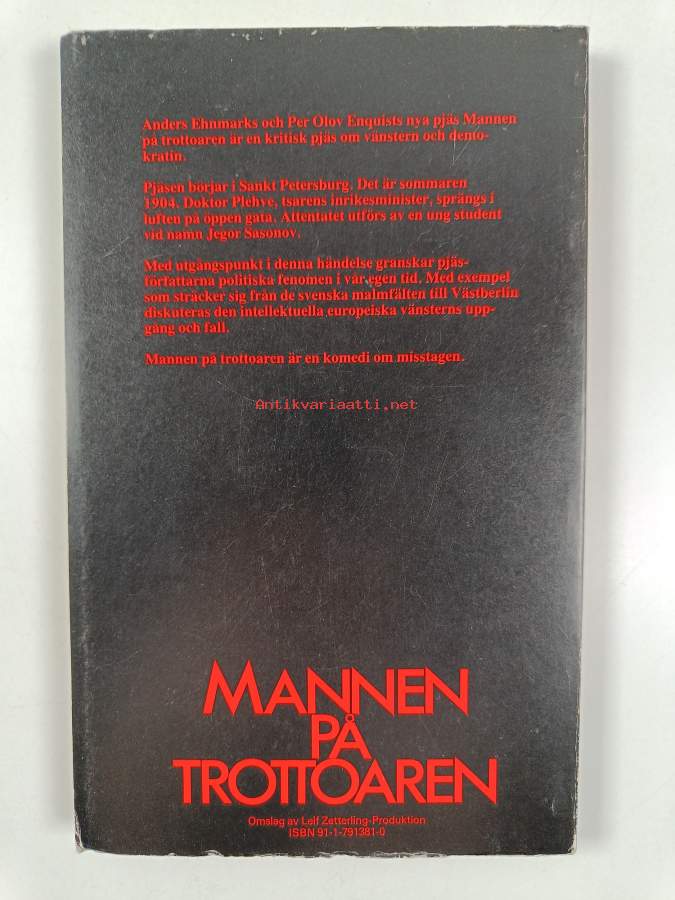 Anders Ehnmarks och Per Olov Enquists nya pjäs Mannen
på trottoaren är en kritisk pjäs om vänstern och demo-
kratin.
Pjäsen börjar i Sankt Petersburg. Det är sommaren
1904. Doktor Plehve, tsarens inrikesminister, sprängs i
luften på öppen gata. Attentatet utförs av en ung student
vid namn Jegor Sasonov.
Med utgångspunkt i denna händelse granskar pjäs-
författarna politiska fenomen i vår egen tid. Med exempel
som sträcker sig från de svenska malmfälten till Västberlin
diskuteras den intellektuella europeiska vänsterns upp-
gång och fall.
Mannen på trottoaren är en komedi om misstagen.
Antikvariaatti.net
MANNEN
PÅ
TROTTOAREN
Omslag av Leif Zetterling-Produktion
ISBN 91-1-791381-0